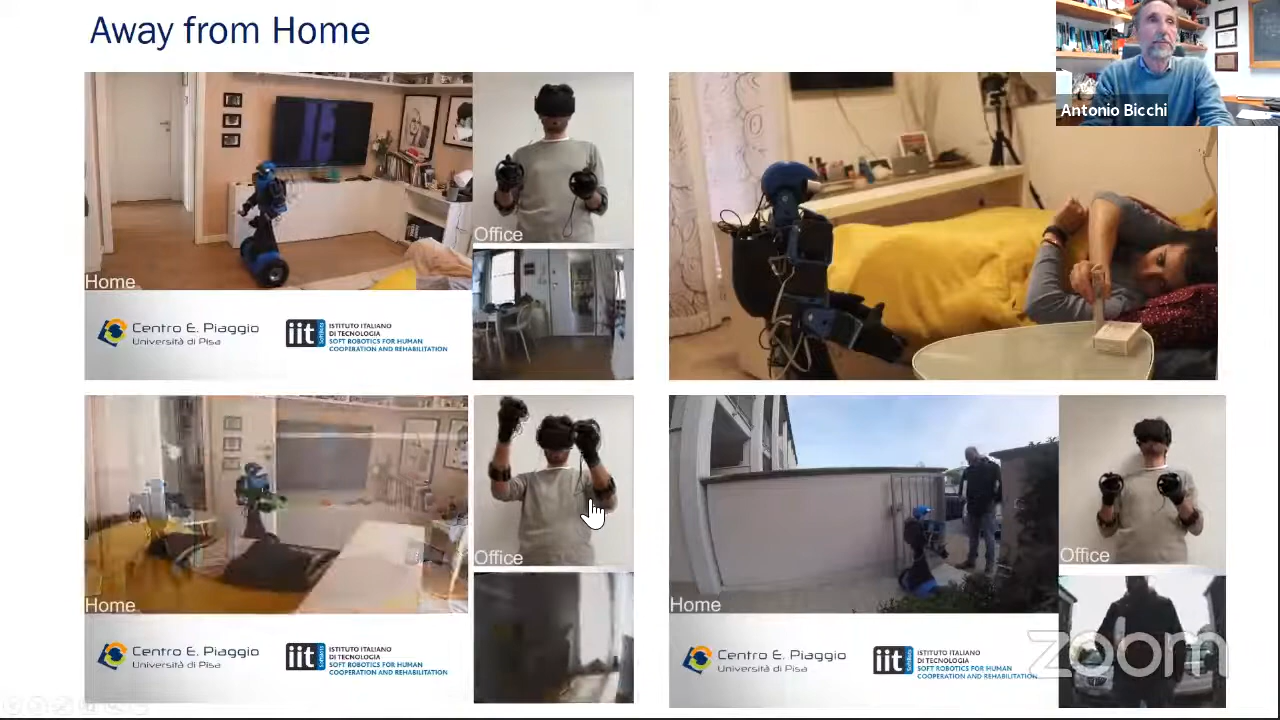 Away from Home
Antonio Bicchi
Office
Home
Centro E. Piaggio
Università di Pisa
iit
ISTITUTO ITALIANO
DI TECNOLOGIA
SOFT ROBOTICS FOR HUMAN
COOPERATION AND REHABILITATION
Office
Home
Centro E. Piaggio
Università di Pisa
iit
ISTITUTO ITALIANO
DI TECNOLOGIA
SOFT ROBOTICS FOR HUMAN
COOPERATION AND REHABILITATION
Office
Home
Centro E. Piaggio
Università di Pisa
iit
ISTITUTO ITALIANO
DI TECNOLOGIA
SOFT ROBOTICS FOR HUMAN
COOPERATION AND REHABILITATION
zoom